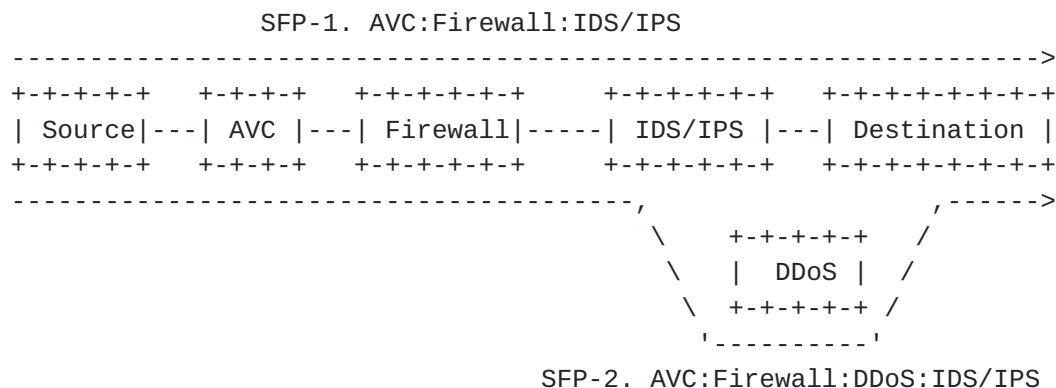 SFP-1. AVC:Firewall:IDS/IPS
------------------------------------------------------------------>
+-+-+-+-+   +-+-+-+   +-+-+-+-+-+     +-+-+-+-+-+   +-+-+-+-+-+-+-+
| Source|---| AVC |---| Firewall|-----| IDS/IPS |---| Destination |
+-+-+-+-+   +-+-+-+   +-+-+-+-+-+     +-+-+-+-+-+   +-+-+-+-+-+-+-+
----------------------------------------,                  ,------>
\    +-+-+-+-+   /
\   |  DDoS |  /
\  +-+-+-+-+ /
'----------'
SFP-2. AVC:Firewall:DDoS:IDS/IPS